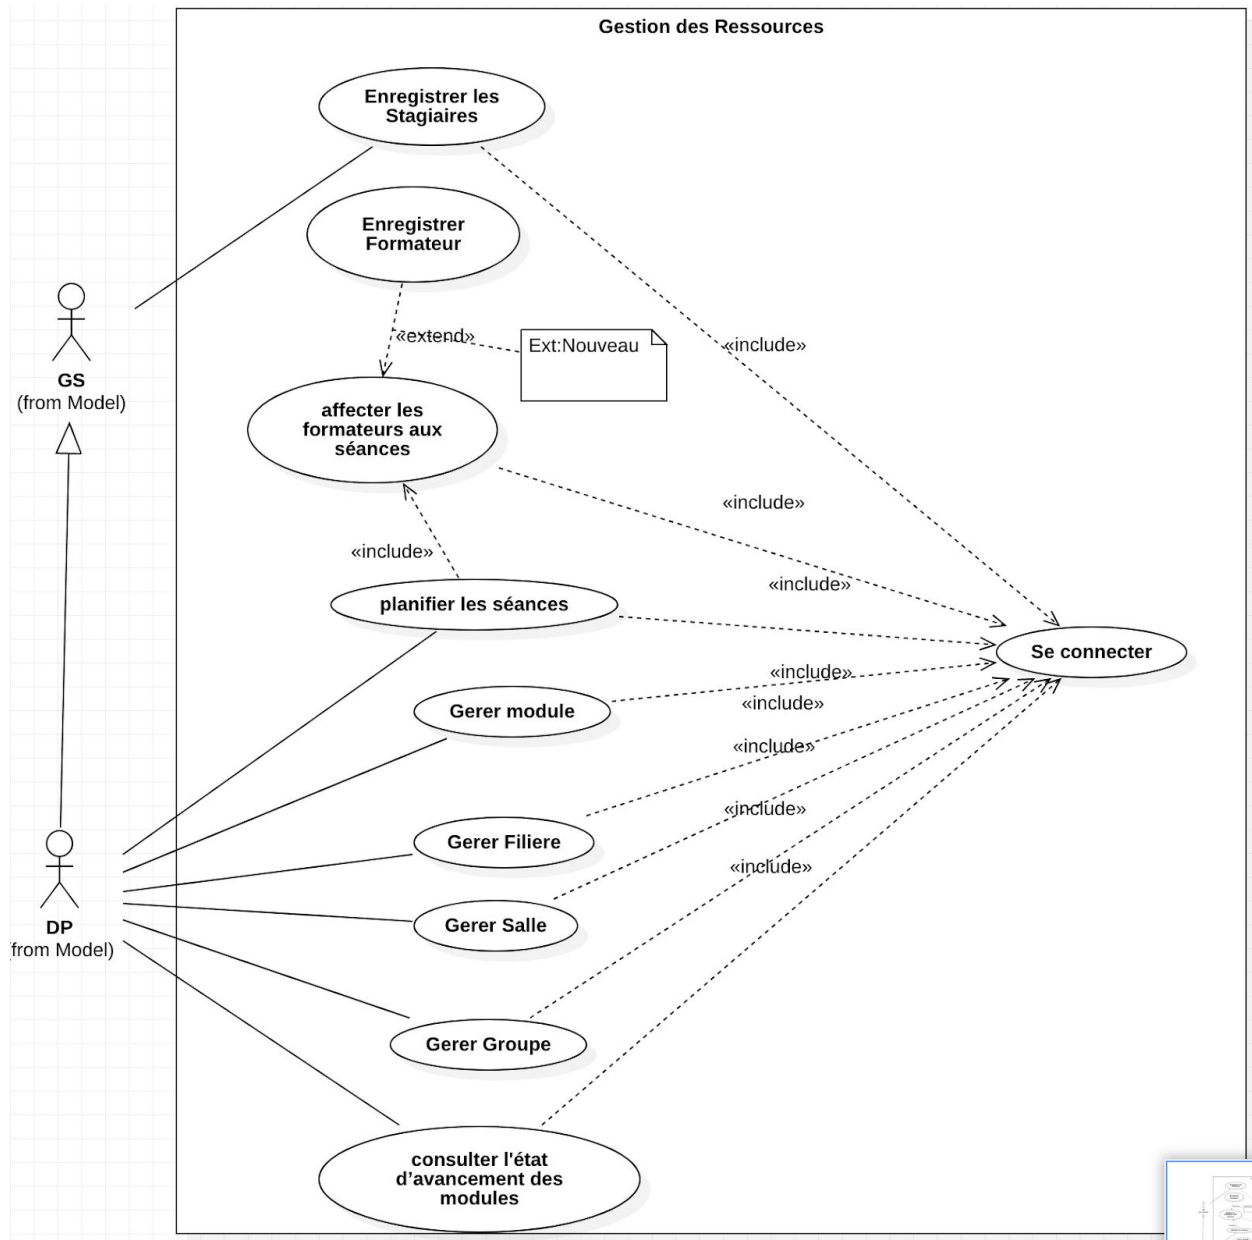 Gestion des Ressources
Enregistrer les
Stagiaires
Enregistrer
Formateur
«extend»
Ext:Nouveau
«include»
GS
(from Model)
affecter les
formateurs aux
séances
«include»
«include»
«include»
planifier les séances
Se connecter
«include»
«include»
Gerer module
«include»
«include»
Gerer Filiere
«include»
Gerer Salle
DP
from Model)
Gerer Groupe
consulter l'état
d’avancement des
modules